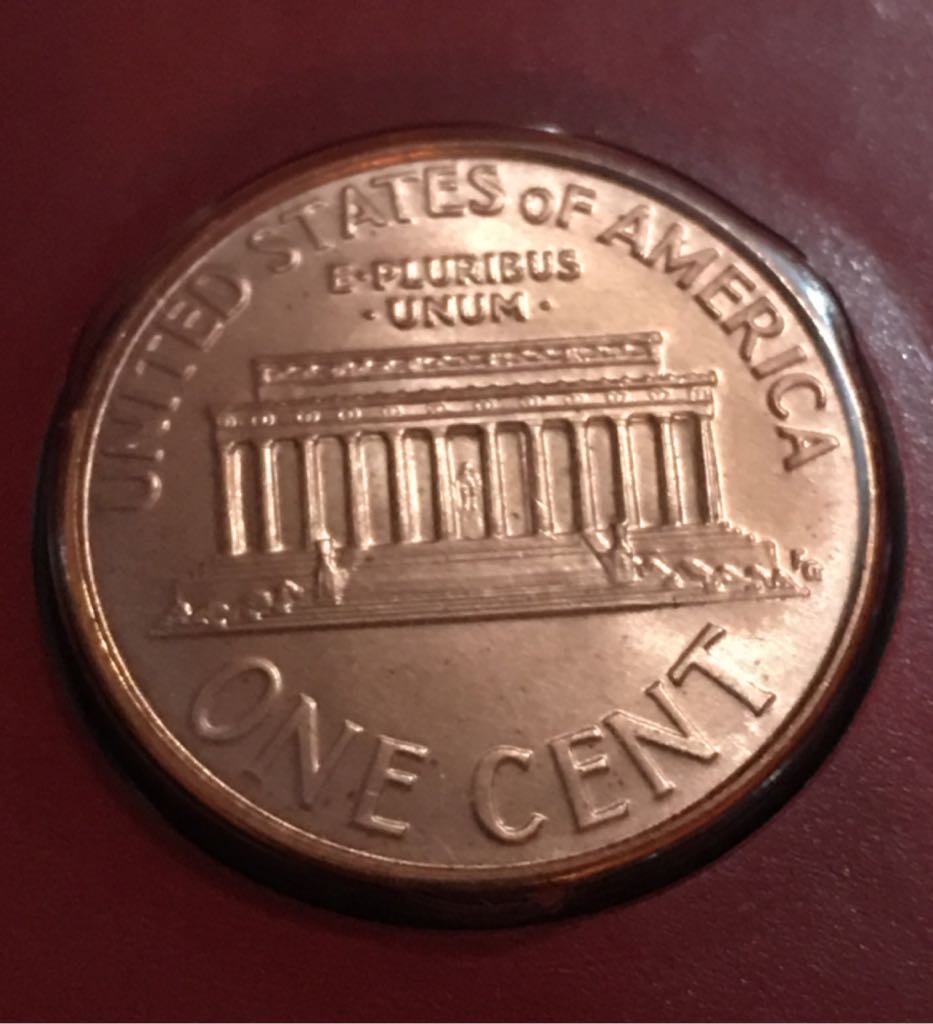 UNITED STATES OF AMERICA
E·PLURIBUS
·UNUM·
ONE CENT